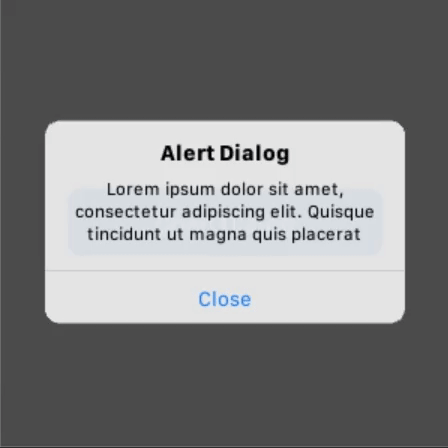 Alert Dialog
Lorem ipsum dolor sit amet,
consectetur adipiscing elit. Quisque
tincidunt ut magna quis placerat
Close